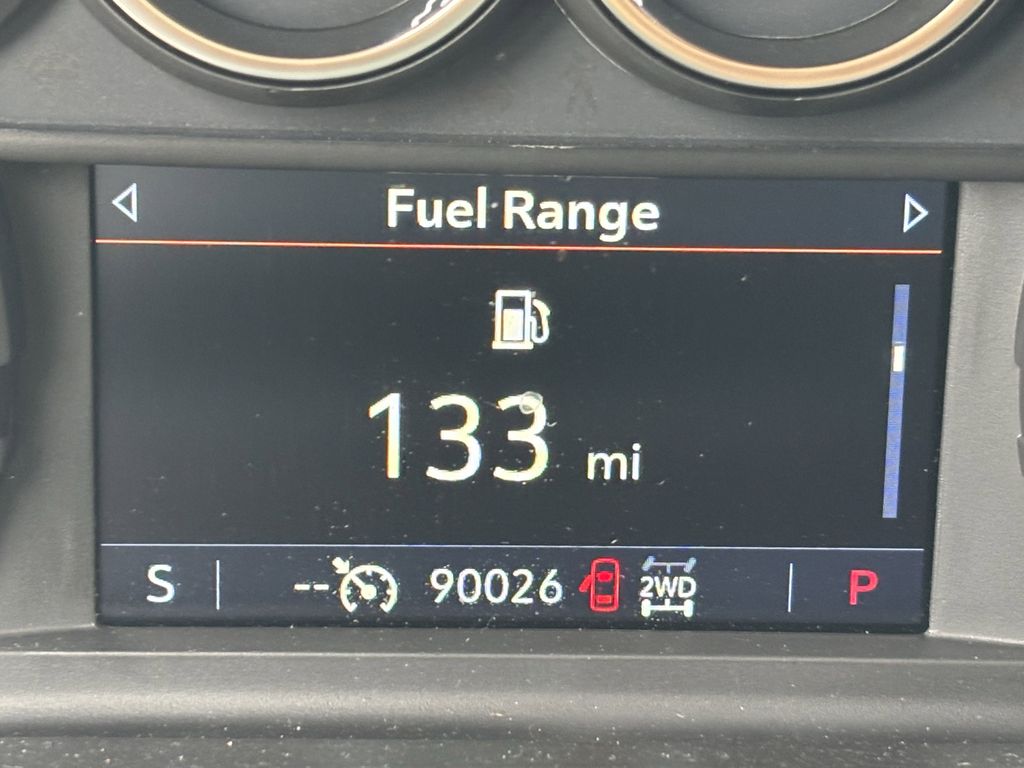 Fuel Range
133 mi
S -- 90026 2WD P